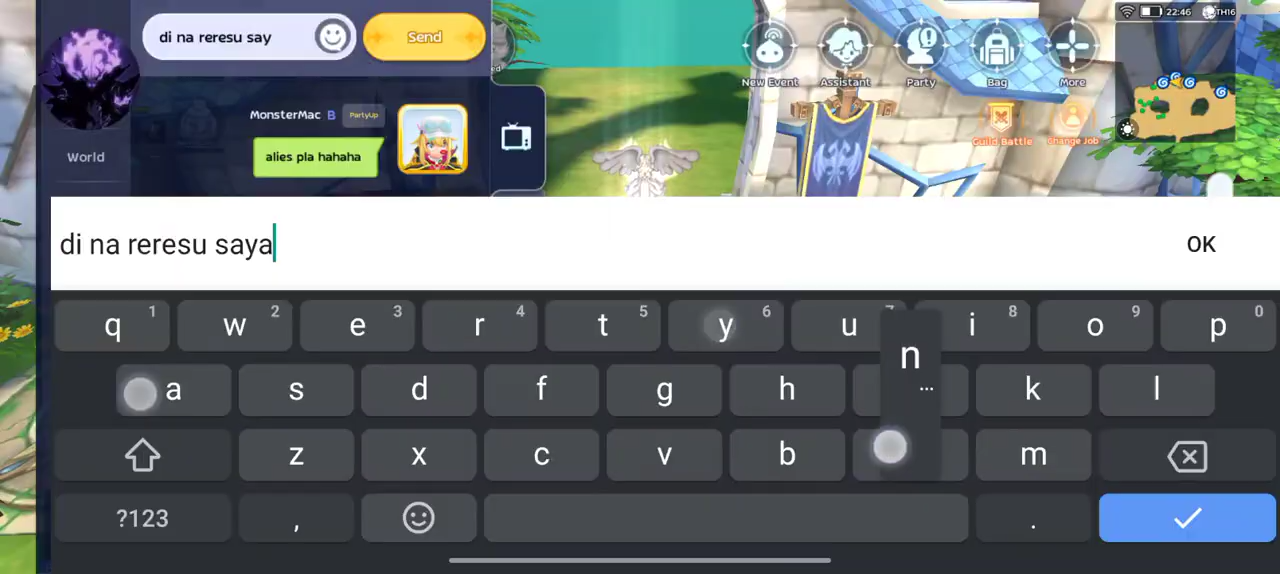 di na reresu say
Send
22:46
TH16
New Event
Assistant
Party
Bag
More
MonsterMac B PartyUp
alies pla hahaha
World
Guild Battle
Change Job
di na reresu saya
OK
q 1 w 2 e 3 r 4 t 5 y 6 u 7 i 8 o 9 p 0
a s d f g h k l
n
...
z x c v b m
?123 , .